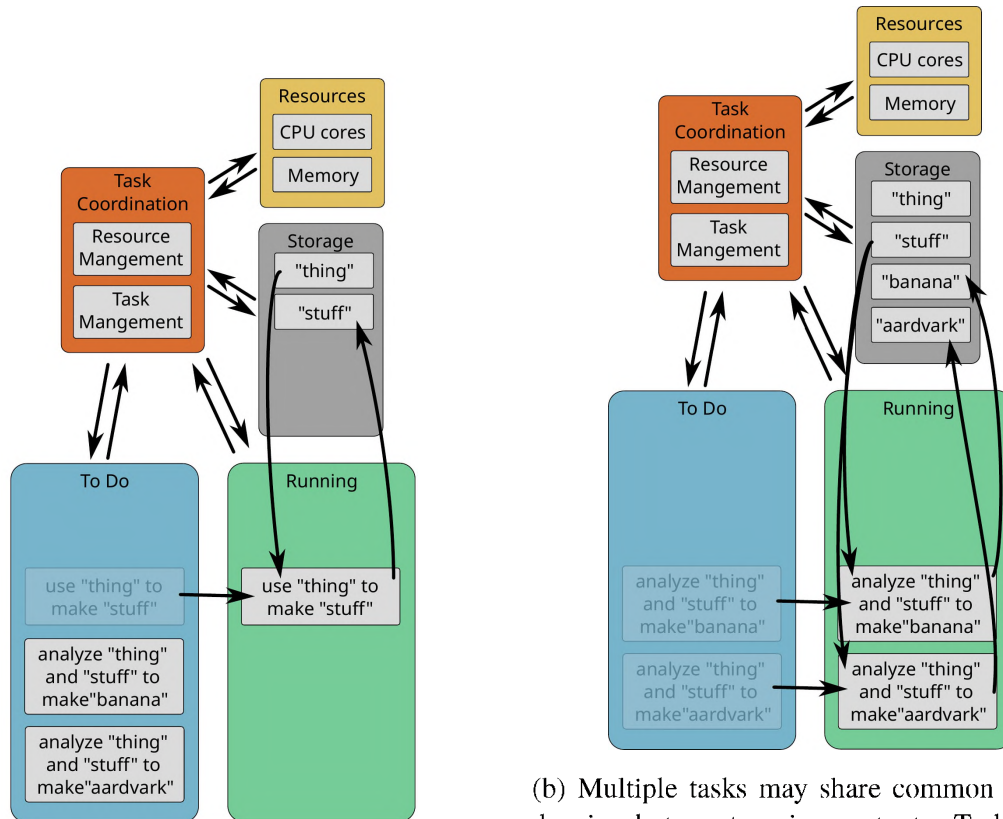 Resources
CPU cores
Memory
Task
Coordination
Resource
Mangement
Task
Mangement
Storage
"thing"
"stuff"
To Do
use "thing" to
make "stuff"
analyze "thing"
and "stuff" to
make"banana"
analyze "thing"
and "stuff" to
make"aardvark"
Running
use "thing" to
make "stuff"
Resources
CPU cores
Memory
Task
Coordination
Resource
Mangement
Task
Mangement
Storage
"thing"
"stuff"
"banana"
"aardvark"
To Do
analyze "thing"
and "stuff" to
make"banana"
analyze "thing"
and "stuff" to
make"aardvark"
Running
analyze "thing"
and "stuff" to
make"banana"
analyze "thing"
and "stuff" to
make"aardvark"
(b) Multiple tasks may share common